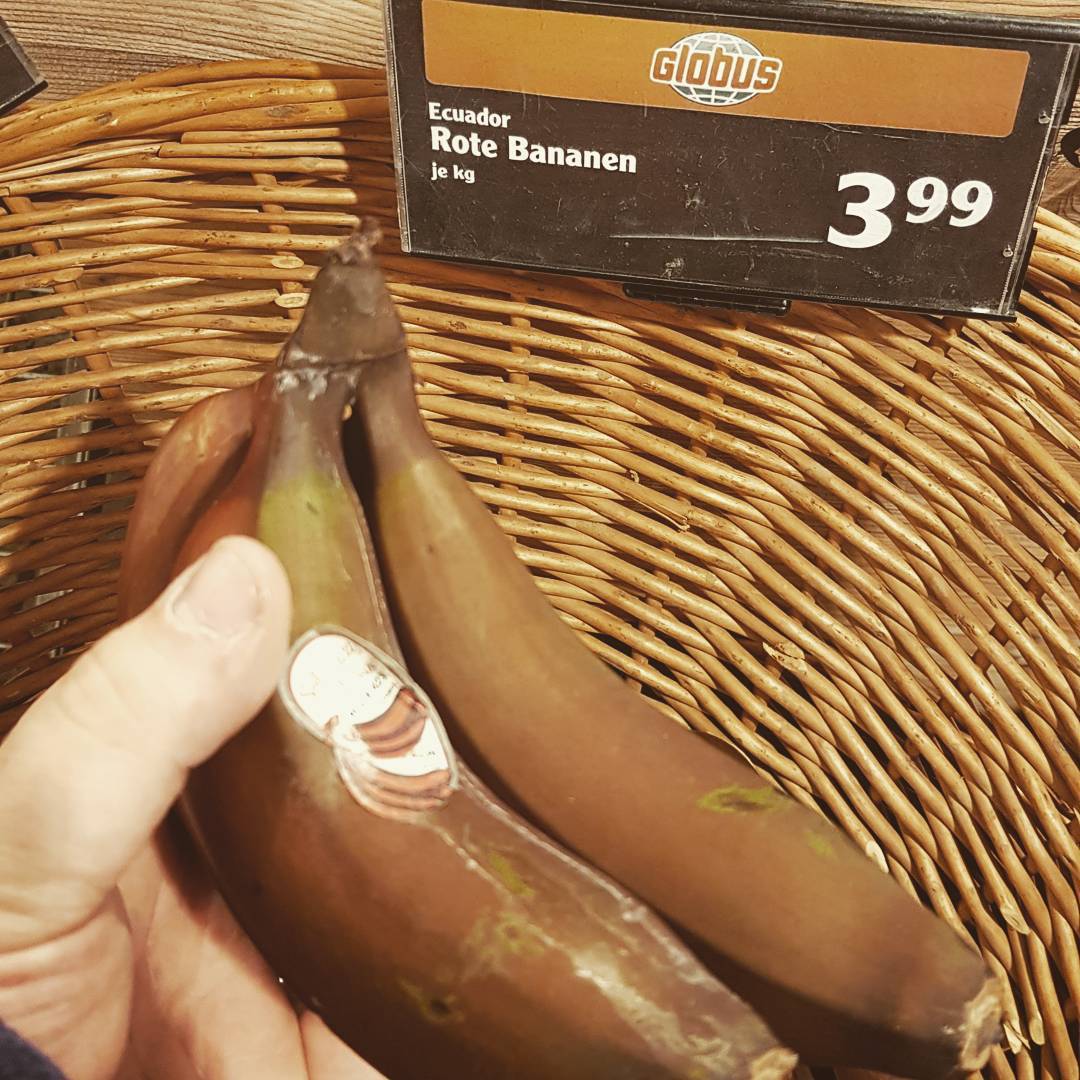 Globus
Ecuador
Rote Bananen
je kg
3 99